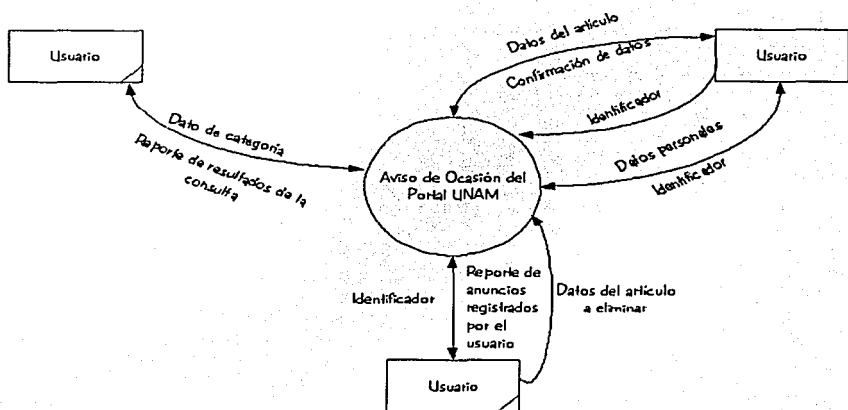 Usuario
Datos del artículo
Confirmación de datos
Usuario
Identificador
Dato de categoría
Reporte de resultados de la
consulta
Aviso de Ocasión del
Portal UNAM
Datos personales
Identificador
Identificador
Reporte de
anuncios
registrados
por el
usuario
Datos del artículo
a eliminar
Usuario